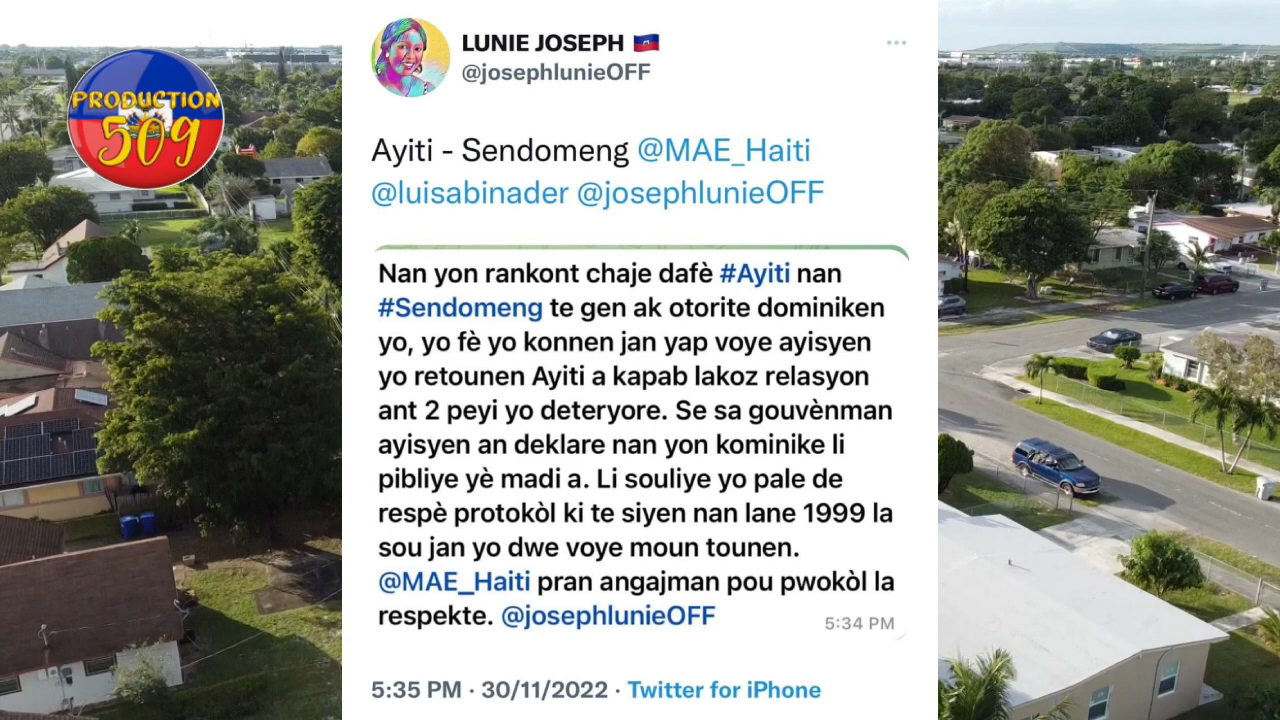 PRODUCTION
509
LUNIE JOSEPH 🇭🇹
@josephlunieOFF
Ayiti - Sendomeng @MAE_Haiti
@luisabinader @josephlunieOFF
Nan yon rankont chaje dafè #Ayiti nan
#Sendomeng te gen ak otorite dominiken
yo, yo fè yo konnen jan yap voye ayisyen
yo retounen Ayiti a kapab lakoz relasyon
ant 2 peyi yo deteryore. Se sa gouvènman
ayisyen an deklare nan yon kominike li
pibliye yè madi a. Li souliye yo pale de
respè protokòl ki te siyen nan lane 1999 la
sou jan yo dwe voye moun tounen.
@MAE_Haiti pran angajman pou pwokòl la
respekte. @josephlunieOFF
5:34 PM
5:35 PM · 30/11/2022 · Twitter for iPhone